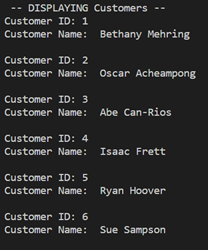 -- DISPLAYING Customers --
Customer ID: 1
Customer Name: Bethany Mehring
Customer ID: 2
Customer Name: Oscar Acheampong
Customer ID: 3
Customer Name: Abe Can-Rios
Customer ID: 4
Customer Name: Isaac Frett
Customer ID: 5
Customer Name: Ryan Hoover
Customer ID: 6
Customer Name: Sue Sampson